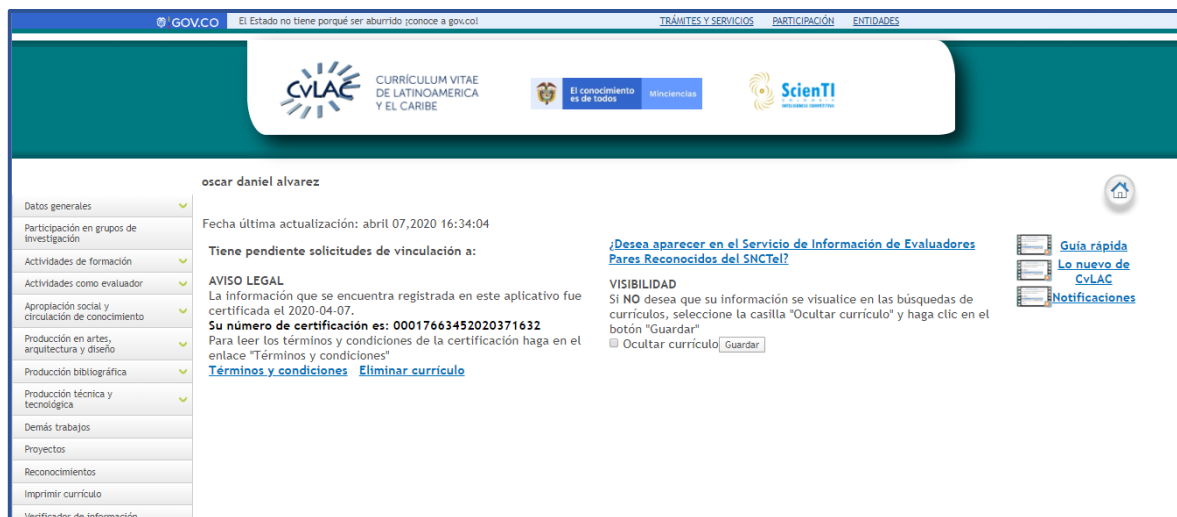 GOV.CO
El Estado no tiene porqué ser aburrido ¡conoce a gov.co!
TRÁMITES Y SERVICIOS PARTICIPACIÓN ENTIDADES
CvLAC
CURRÍCULUM VITAE
DE LATINOAMERICA
Y EL CARIBE
El conocimiento
es de todos
Minciencias
ScienTI
COLOMBIA
INTELIGENCIA COMPETITIVA
oscar daniel alvarez
Datos generales
Participación en grupos de
investigación
Actividades de formación
Actividades como evaluador
Apropiación social y
circulación de conocimiento
Producción en artes,
arquitectura y diseño
Producción bibliográfica
Producción técnica y
tecnológica
Demás trabajos
Proyectos
Reconocimientos
Imprimir currículo
Verificador de información
Fecha última actualización: abril 07,2020 16:34:04
Tiene pendiente solicitudes de vinculación a:
AVISO LEGAL
La información que se encuentra registrada en este aplicativo fue
certificada el 2020-04-07.
Su número de certificación es: 00017663452020371632
Para leer los términos y condiciones de la certificación haga en el
enlace "Términos y condiciones"
Términos y condiciones Eliminar currículo
¿Desea aparecer en el Servicio de Información de Evaluadores
Pares Reconocidos del SNCTeI?
VISIBILIDAD
Si NO desea que su información se visualice en las búsquedas de
currículos, seleccione la casilla "Ocultar currículo" y haga clic en el
botón "Guardar"
Ocultar currículo Guardar
Guía rápida
Lo nuevo de
CvLAC
Notificaciones